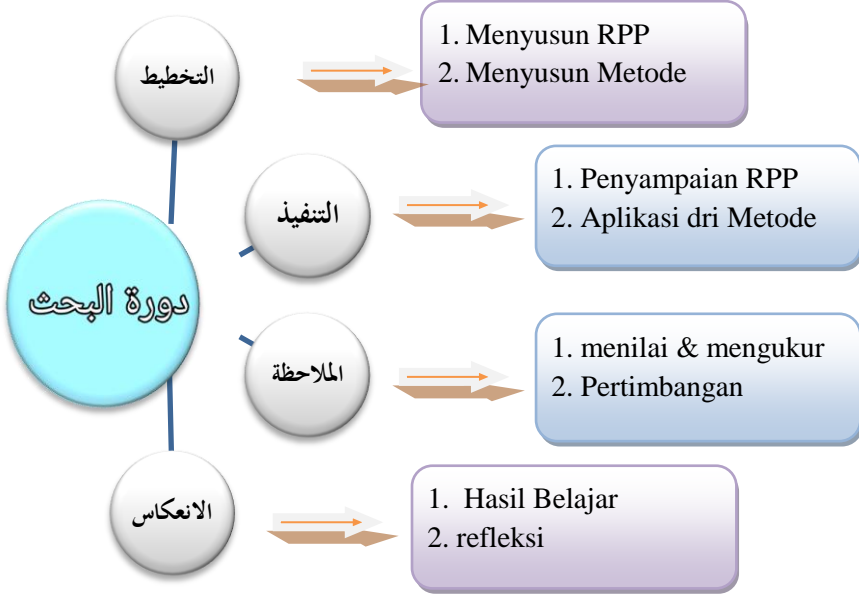 التخطيط
1. Menyusun RPP
2. Menyusun Metode
التنفيذ
1. Penyampaian RPP
2. Aplikasi dri Metode
دورة البحث
الملاحظة
1. menilai & mengukur
2. Pertimbangan
الانعكاس
1. Hasil Belajar
2. refleksi